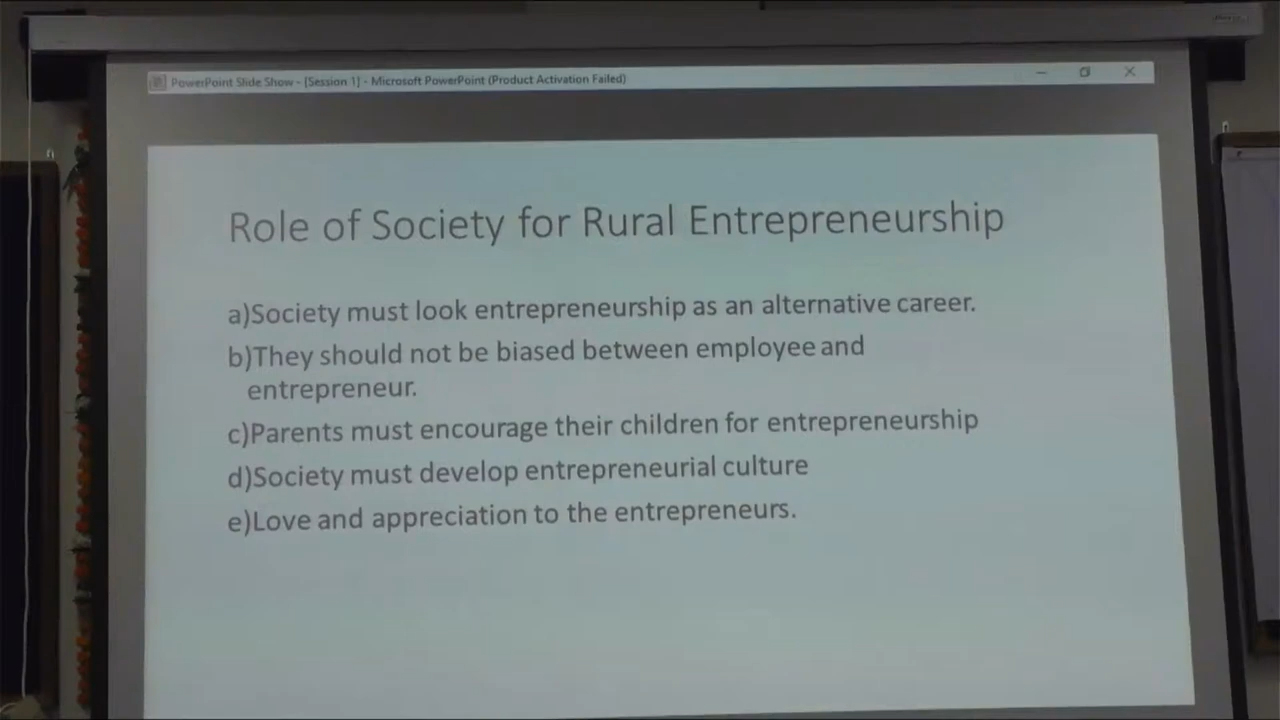 PowerPoint Slide Show - [Session 1] - Microsoft PowerPoint (Product Activation Failed)
Role of Society for Rural Entrepreneurship
a)Society must look entrepreneurship as an alternative career.
b)They should not be biased between employee and
entrepreneur.
c)Parents must encourage their children for entrepreneurship
d)Society must develop entrepreneurial culture
e)Love and appreciation to the entrepreneurs.